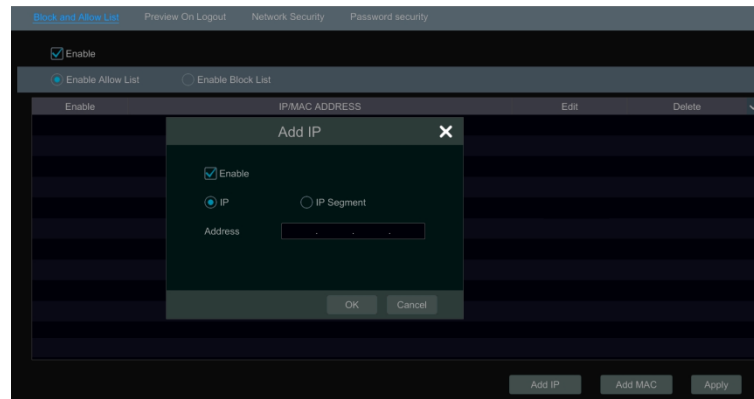 Block and Allow List Preview On Logout Network Security Password security
Enable
Enable Allow List Enable Block List
Enable IP/MAC ADDRESS Edit Delete
Add IP
Enable
IP IP Segment
Address . . .
OK Cancel
Add IP Add MAC Apply